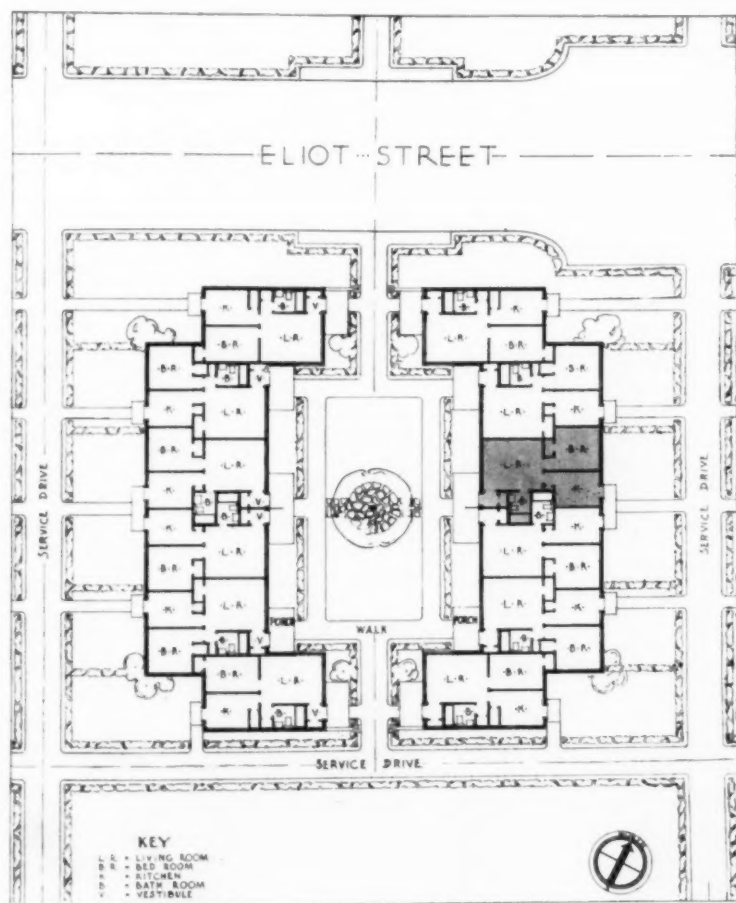 ELIOT STREET
K B V V B K
B·R L·R L·R B·R
B·R B V V B B·R
K L·R L·R K
B·R L·R L·R B·R
K K
B B V V B B
K V V K
SERVICE DRIVE
SERVICE DRIVE
B·R L·R L·R B·R
K L·R L·R K
PORCH WALK PORCH
B·R B V V B B·R
B·R L·R L·R B·R
K B V V B K
SERVICE DRIVE
KEY
L R = LIVING ROOM
B R = BED ROOM
K = KITCHEN
B = BATH ROOM
V = VESTIBULE